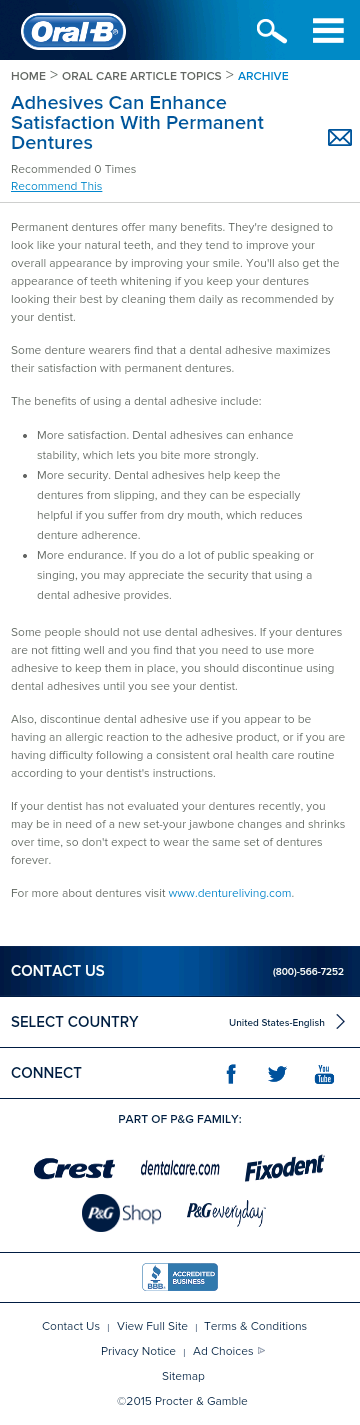 Oral-B®
HOME > ORAL CARE ARTICLE TOPICS > ARCHIVE
Adhesives Can Enhance
Satisfaction With Permanent
Dentures
Recommended 0 Times
Recommend This
Permanent dentures offer many benefits. They're designed to
look like your natural teeth, and they tend to improve your
overall appearance by improving your smile. You'll also get the
appearance of teeth whitening if you keep your dentures
looking their best by cleaning them daily as recommended by
your dentist.
Some denture wearers find that a dental adhesive maximizes
their satisfaction with permanent dentures.
The benefits of using a dental adhesive include:
• More satisfaction. Dental adhesives can enhance
stability, which lets you bite more strongly.
• More security. Dental adhesives help keep the
dentures from slipping, and they can be especially
helpful if you suffer from dry mouth, which reduces
denture adherence.
• More endurance. If you do a lot of public speaking or
singing, you may appreciate the security that using a
dental adhesive provides.
Some people should not use dental adhesives. If your dentures
are not fitting well and you find that you need to use more
adhesive to keep them in place, you should discontinue using
dental adhesives until you see your dentist.
Also, discontinue dental adhesive use if you appear to be
having an allergic reaction to the adhesive product, or if you are
having difficulty following a consistent oral health care routine
according to your dentist's instructions.
If your dentist has not evaluated your dentures recently, you
may be in need of a new set-your jawbone changes and shrinks
over time, so don't expect to wear the same set of dentures
forever.
For more about dentures visit www.dentureliving.com.
CONTACT US (800)-566-7252
SELECT COUNTRY United States-English
CONNECT You Tube
PART OF P&G FAMILY:
Crest dentalcare.com Fixodent
P&G Shop P&G everyday
BBB ACCREDITED BUSINESS
Contact Us | View Full Site | Terms & Conditions
Privacy Notice | Ad Choices
Sitemap
©2015 Procter & Gamble